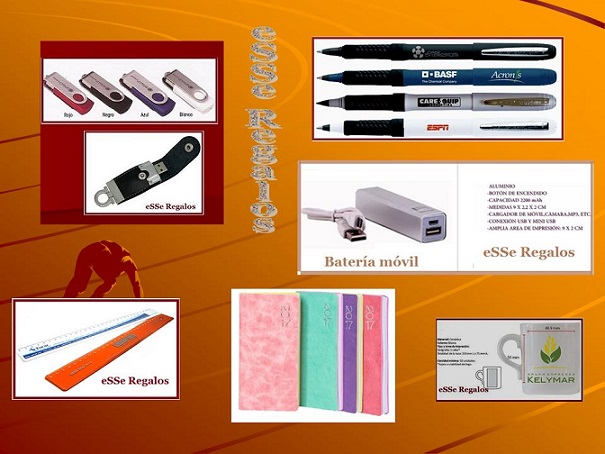 eSSe Regalos
Rojo
Negro
Azul
Blanco
eSSe Regalos
BASF
The Chemical Company
Acronis
CARE QUIP
ESPN
-ALUMINIO
-BOTÓN DE ENCENDIDO
-CAPACIDAD 2200 mAh
-MEDIDAS 9 X 2,2 X 2 CM
-CARGADOR DE MÓVIL,CÁMARA,MP3, ETC.
-CONEXION USB Y MINI USB
-AMPLIA AREA DE IMPRESIÓN: 9 X 2 CM
Batería móvil
eSSe Regalos
eSSe Regalos
2017
2017
2017
2017
eSSe Regalos
KELYMAR